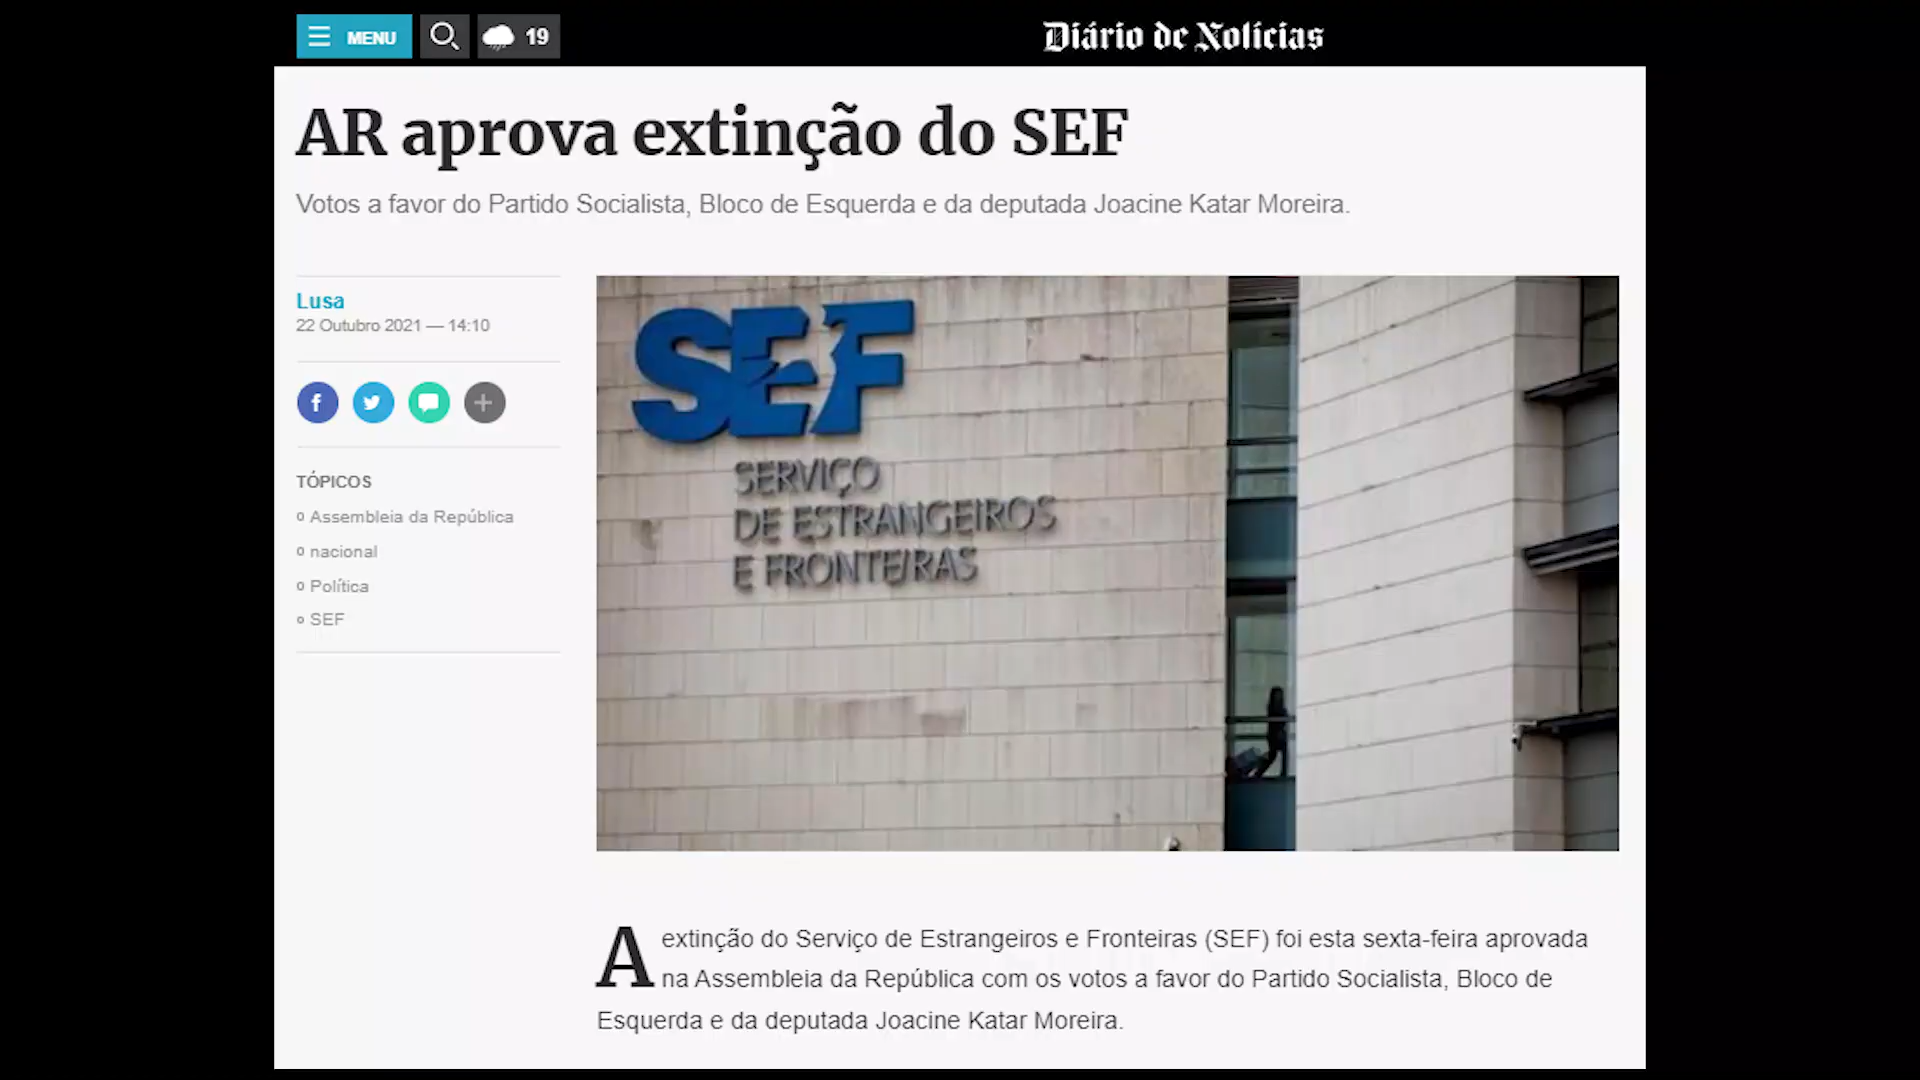 MENU
19
Diário de Notícias
AR aprova extinção do SEF
Votos a favor do Partido Socialista, Bloco de Esquerda e da deputada Joacine Katar Moreira.
Lusa
22 Outubro 2021 — 14:10
TÓPICOS
Assembleia da República
nacional
Política
SEF
SEF
SERVIÇO
DE ESTRANGEIROS
E FRONTEIRAS
A extinção do Serviço de Estrangeiros e Fronteiras (SEF) foi esta sexta-feira aprovada
na Assembleia da República com os votos a favor do Partido Socialista, Bloco de
Esquerda e da deputada Joacine Katar Moreira.